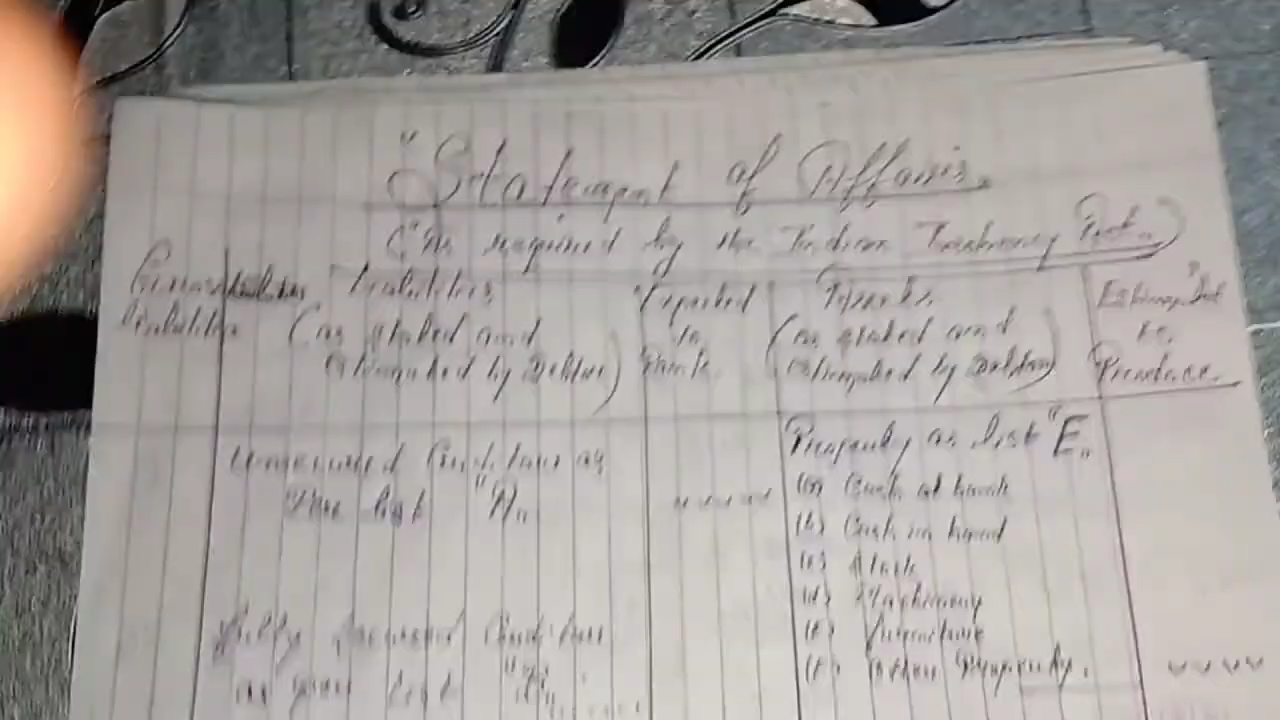 "Statement of Affairs"
("As required by the Indian Insolvency Act")
Gross Liabilities
Liabilities
(as stated and
estimated by Debtor)
Expected
to
Rank
Assets
(as stated and
estimated by Debtor)
Estimated
to
Produce
Unsecured Creditors as
Per list "A"
Property as list "E"
(a) Cash at bank
(b) Cash in hand
(c) Stock
(d) Machinery
(e) Furniture
(f) Other Property.
Fully Secured Creditors
as per list "B"